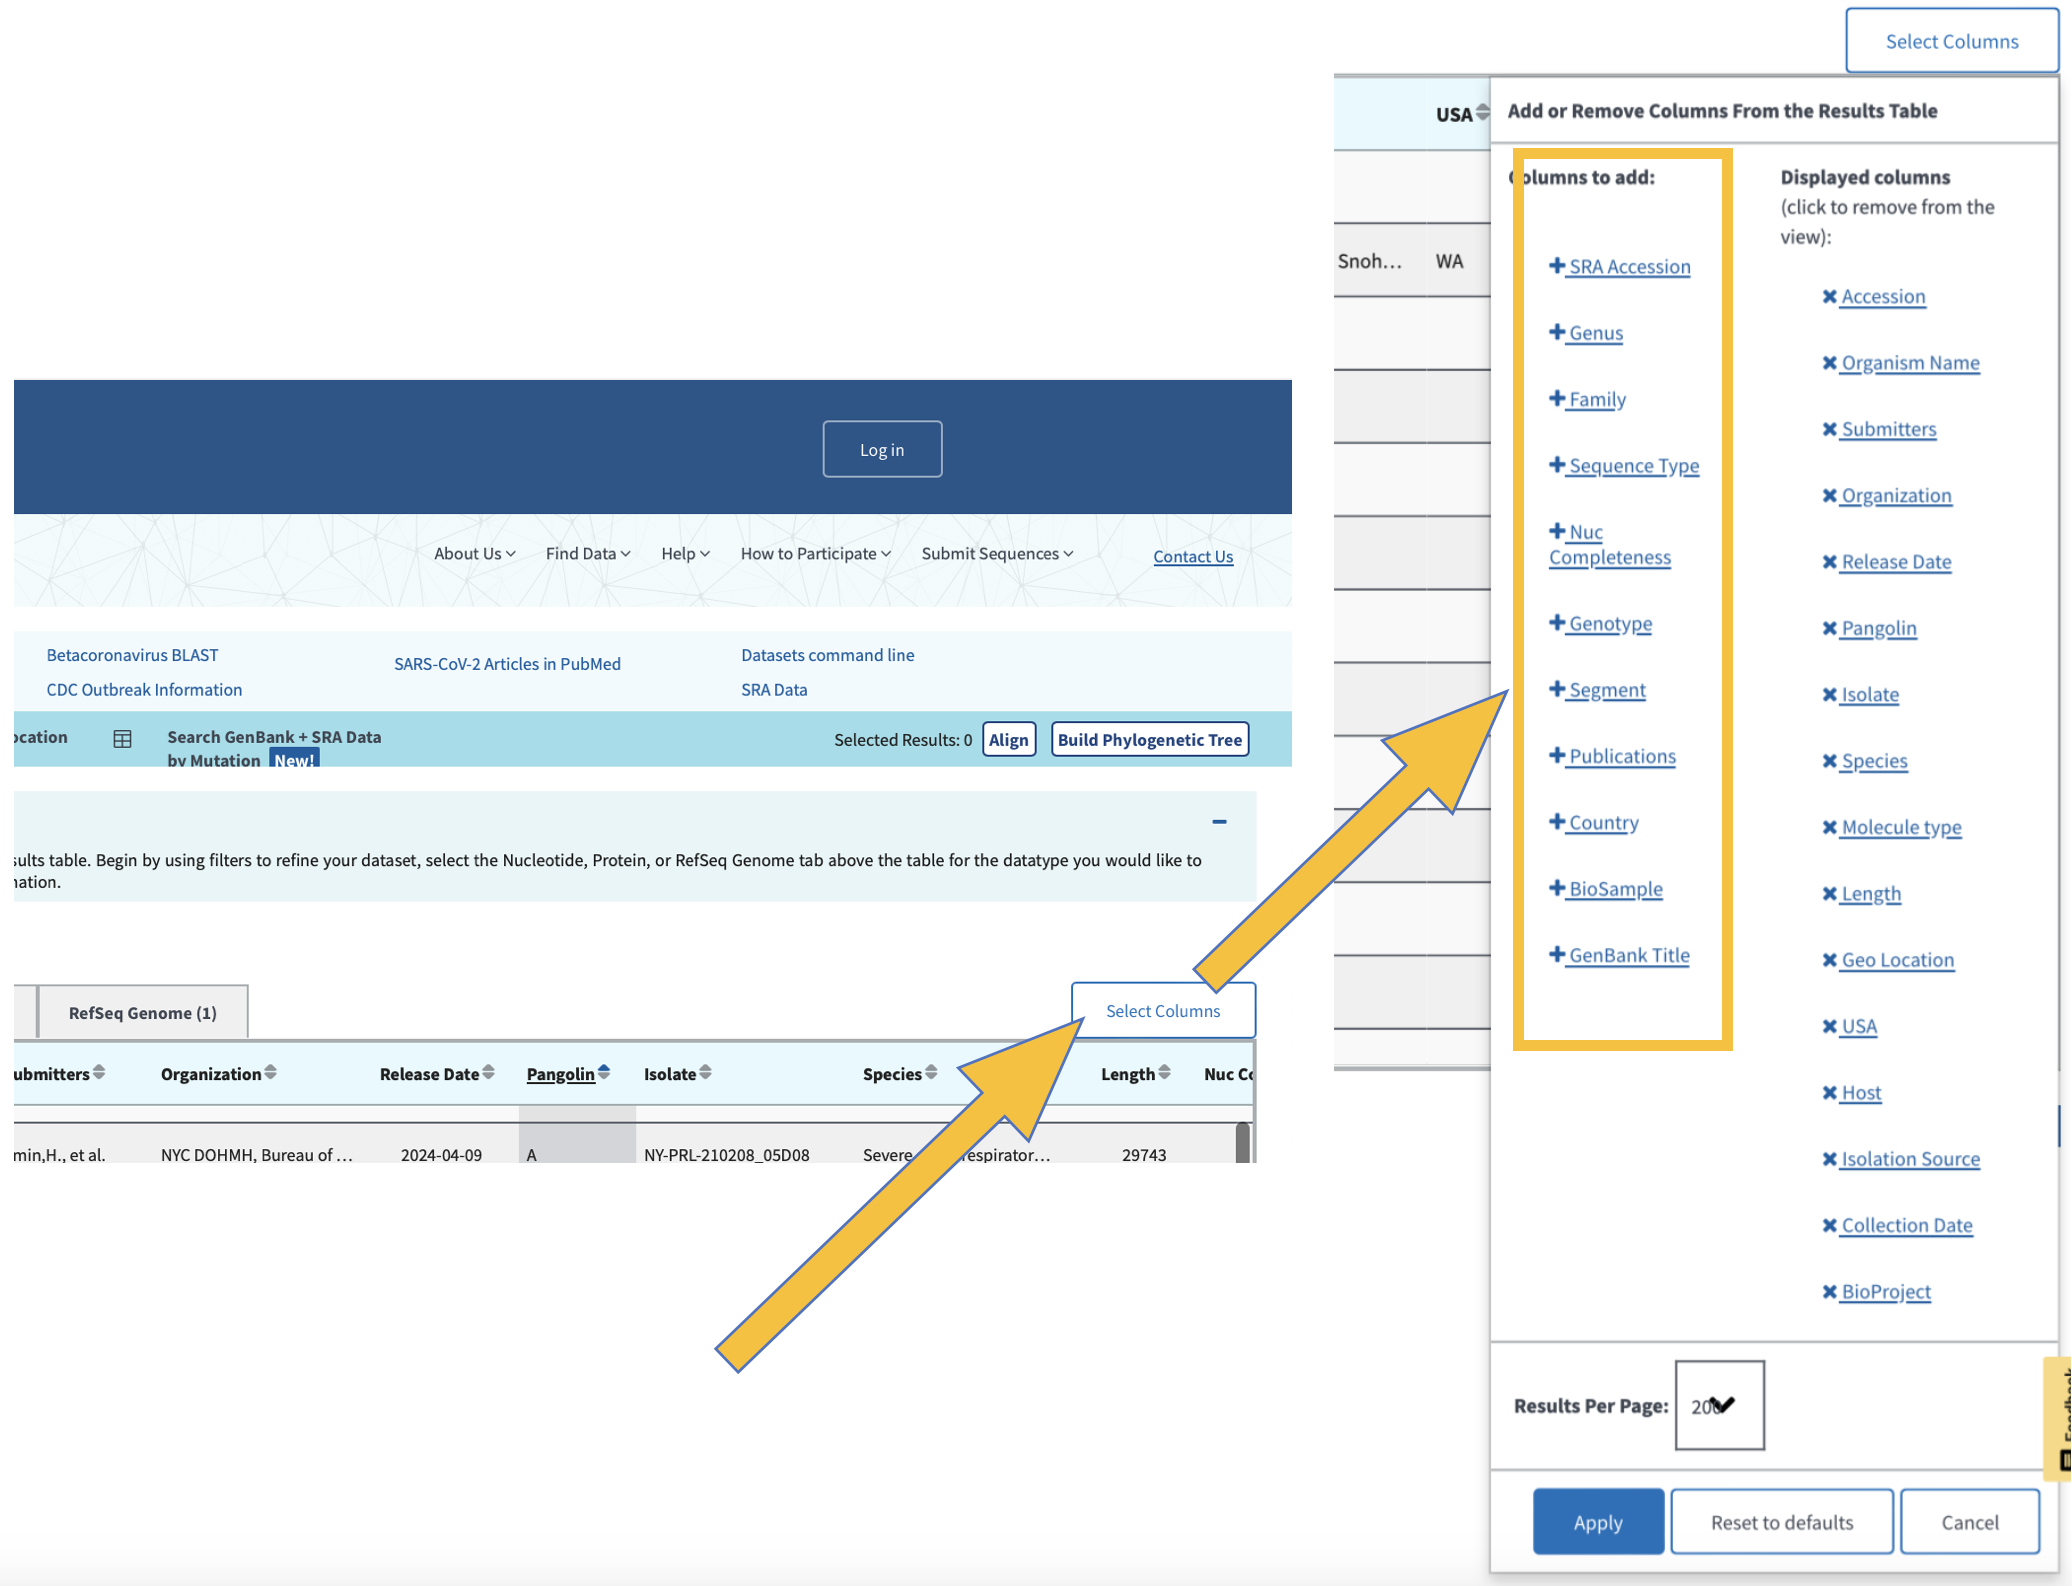 Log in
About Us
Find Data
Help
How to Participate
Submit Sequences
Contact Us
Betacoronavirus BLAST
SARS-CoV-2 Articles in PubMed
Datasets command line
CDC Outbreak Information
SRA Data
ocation
Search GenBank + SRA Data
by Mutation New!
Selected Results: 0
Align
Build Phylogenetic Tree
sults table. Begin by using filters to refine your dataset, select the Nucleotide, Protein, or RefSeq Genome tab above the table for the datatype you would like to
nation.
RefSeq Genome (1)
Select Columns
ubmitters Organization Release Date Pangolin Isolate Species Length Nuc Co
min,H., et al. NYC DOHMH, Bureau of ... 2024-04-09 A NY-PRL-210208_05D08 Severe espirator... 29743
Select Columns
USA
Snoh... WA
Add or Remove Columns From the Results Table
Columns to add:
SRA Accession
Genus
Family
Sequence Type
Nuc
Completeness
Genotype
Segment
Publications
Country
BioSample
GenBank Title
Displayed columns
(click to remove from the
view):
Accession
Organism Name
Submitters
Organization
Release Date
Pangolin
Isolate
Species
Molecule type
Length
Geo Location
USA
Host
Isolation Source
Collection Date
BioProject
Results Per Page: 200
Apply
Reset to defaults
Cancel
Feedback